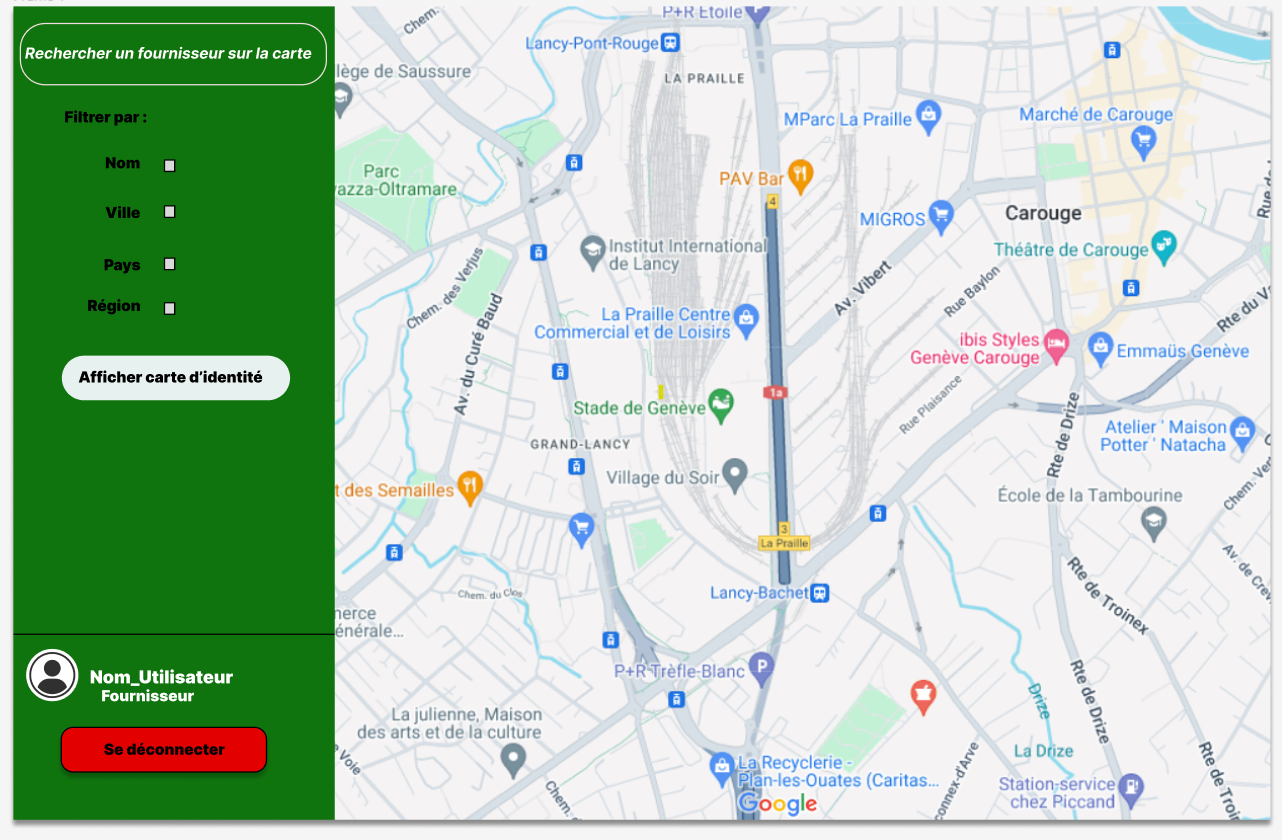 Rechercher un fournisseur sur la carte
Filtrer par :
Nom
Ville
Pays
Région
Afficher carte d'identité
Nom_Utilisateur
Fournisseur
Se déconnecter
Chem.
P+R Etoile
Lancy-Pont-Rouge
lège de Saussure
LA PRAILLE
MParc La Praille
Marché de Carouge
Parc
vazza-Oltramare
PAV Bar
4
MIGROS
Carouge
Rue de
Théâtre de Carouge
Institut International
de Lancy
Chem. des Verjus
Av. Vibert
Rue Baylon
Rte du V
La Praille Centre
Commercial et de Loisirs
Av. du Curé Baud
ibis Styles
Genève Carouge
Emmaüs Genève
1a
Stade de Genève
Rue Plaisance
Rte de Drize
Atelier ' Maison
Potter ' Natacha
GRAND-LANCY
Village du Soir
Chem. Ver
t des Semailles
École de la Tambourine
3
La Praille
Av. de Crev
Lancy-Bachet
Chem. du Clos
Rte de Troinex
merce
énérale...
P+R Trèfle-Blanc
P
Rte de Drize
Drize
La julienne, Maison
des arts et de la culture
Voie
La Drize
Rte de Troin
La Recyclerie -
Plan-les-Ouates (Caritas...
onnex-d'Arve
Station-service
chez Piccand
Chem.
Google